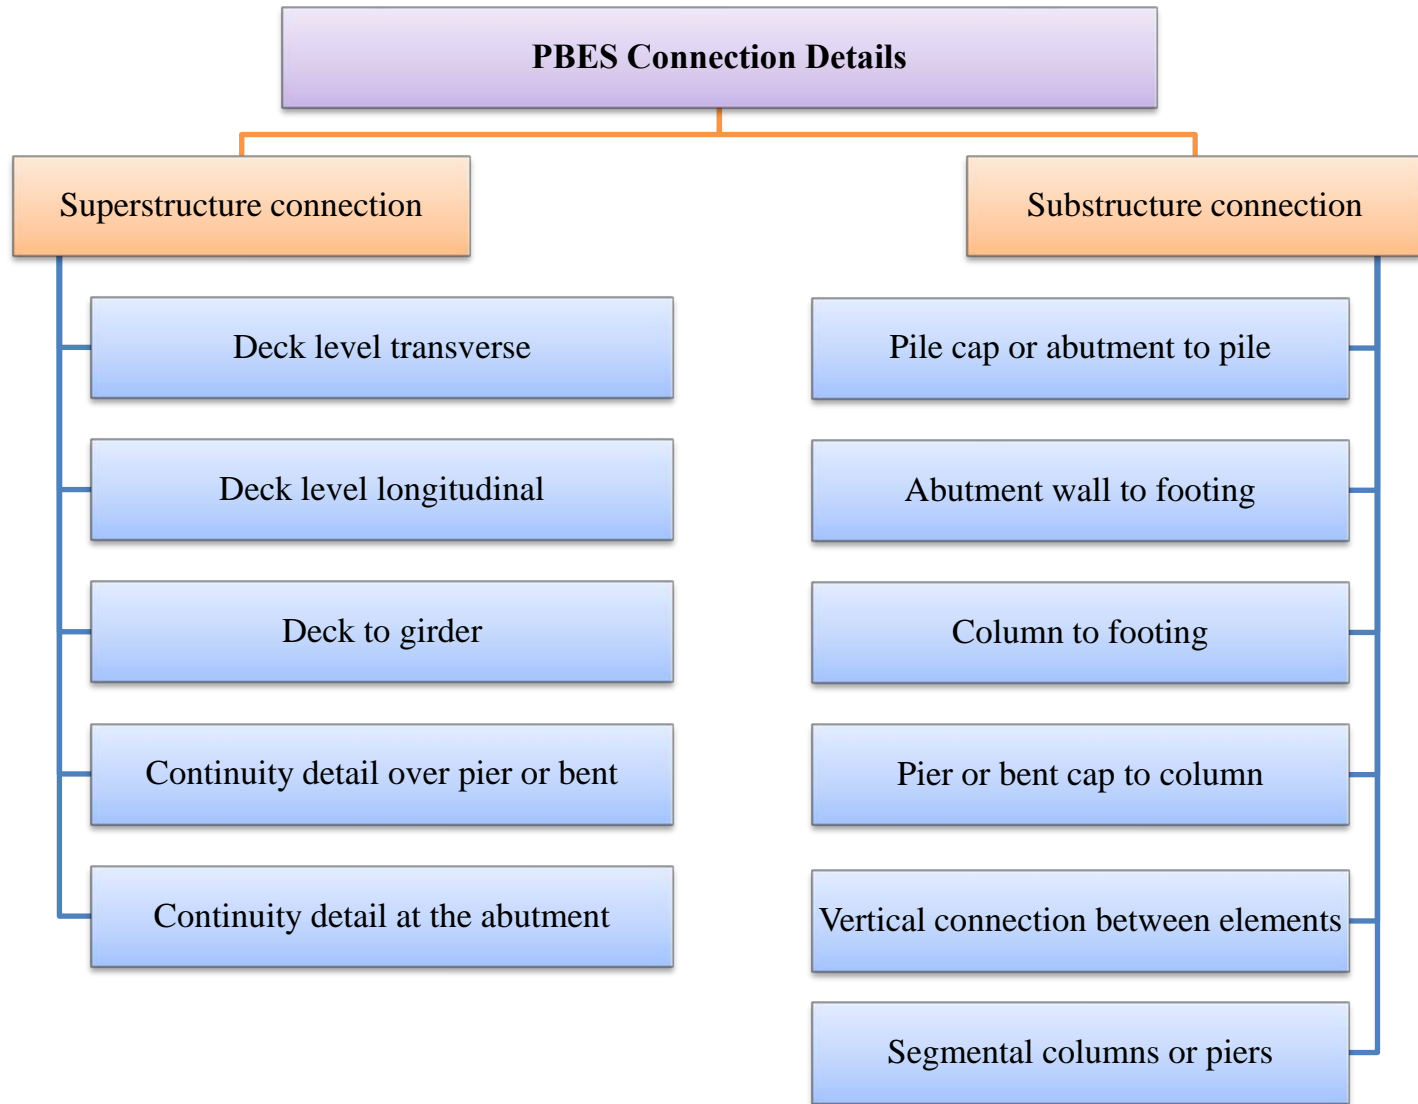 PBES Connection Details
Superstructure connection
Deck level transverse
Deck level longitudinal
Deck to girder
Continuity detail over pier or bent
Continuity detail at the abutment
Substructure connection
Pile cap or abutment to pile
Abutment wall to footing
Column to footing
Pier or bent cap to column
Vertical connection between elements
Segmental columns or piers